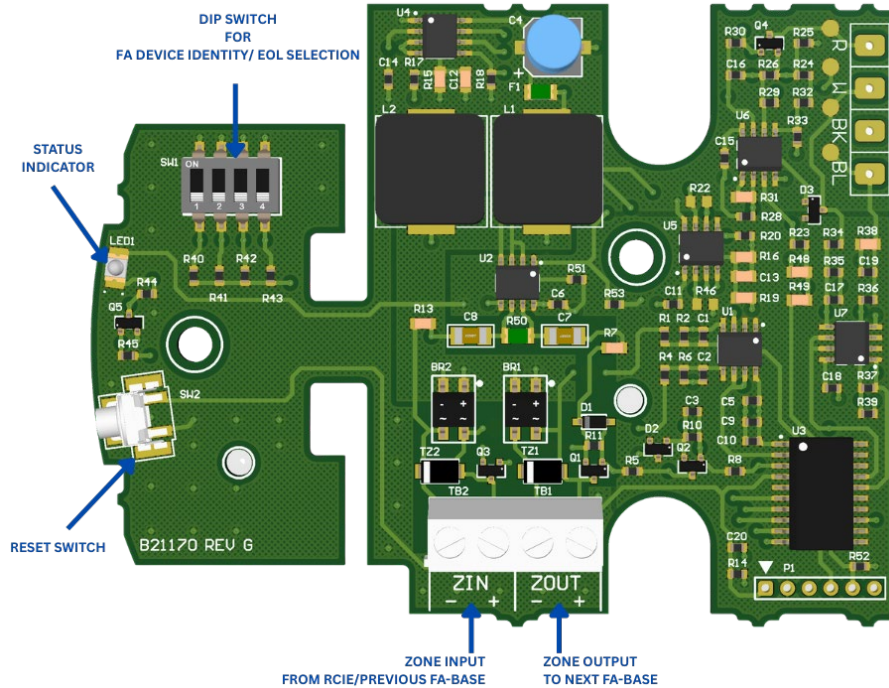 DIP SWITCH
FOR
FA DEVICE IDENTITY/ EOL SELECTION
STATUS
INDICATOR
RESET SWITCH
ZONE INPUT
FROM RCIE/PREVIOUS FA-BASE
ZONE OUTPUT
TO NEXT FA-BASE
SW1
ON
1 2 3 4
LED1
R40
R41
R42
R43
R44
Q5
R45
SW2
B21170 REV G
U4
C4
+
C14
R17
R15
C12
R18
F1
L2
L1
U2
R51
C6
R53
R13
C8
R50
C7
R7
BR2
BR1
- +
~ ~
- +
~ ~
D1
R11
TZ2
Q3
TZ1
Q1
R5
TB2
TB1
ZIN
ZOUT
- +
- +
R30
Q4
R25
C16
R26
R24
R29
R32
R33
U6
C15
R
W
BK
BL
D3
R31
R28
R20
R16
C13
R19
R22
U5
R46
C11
R23
R34
R38
R48
R35
C19
R49
C17
R36
R1
R2
C1
U1
R4
R6
C2
U7
C18
R37
R39
C3
R10
D2
Q2
C5
C9
C10
R8
U3
C20
R14
P1
R52